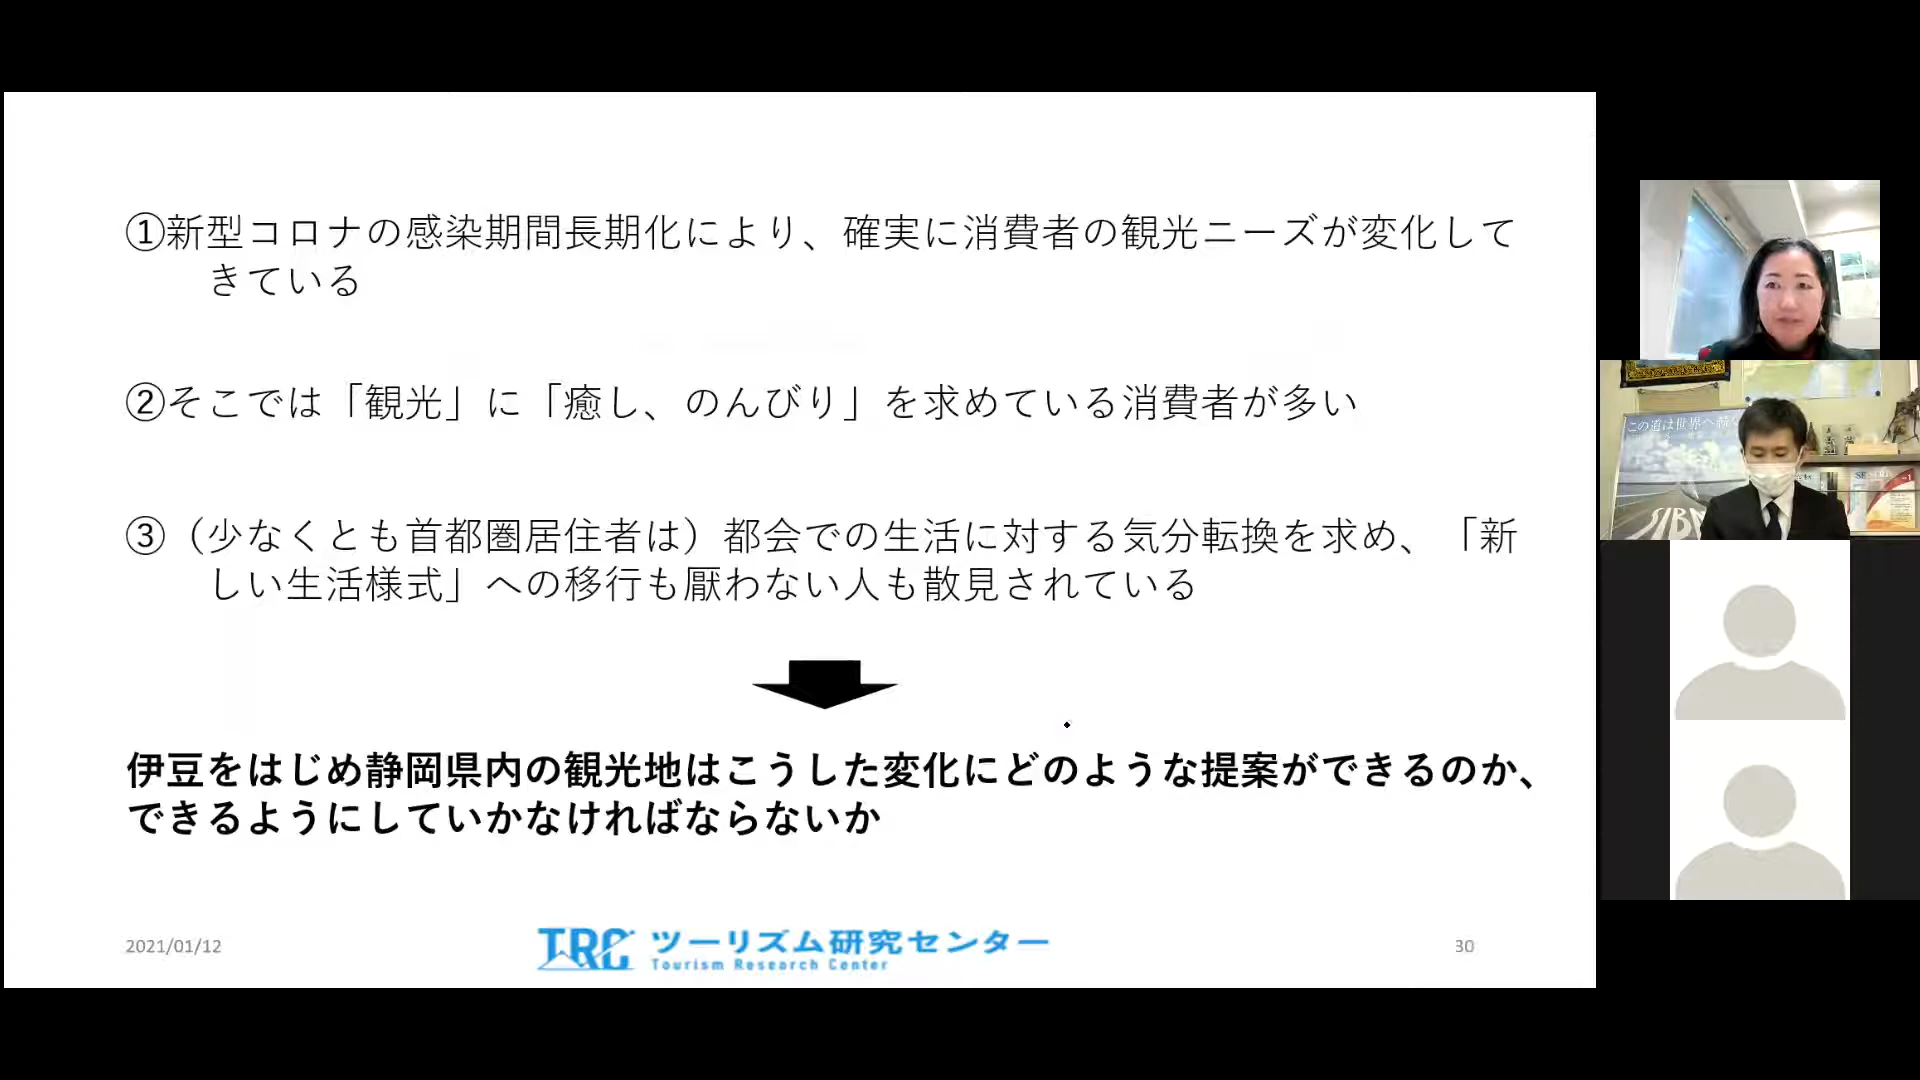 ①新型コロナの感染期間長期化により、確実に消費者の観光ニーズが変化して
きている
②そこでは「観光」に「癒し、のんびり」を求めている消費者が多い
③（少なくとも首都圏居住者は）都会での生活に対する気分転換を求め、「新
しい生活様式」への移行も厭わない人も散見されている
伊豆をはじめ静岡県内の観光地はこうした変化にどのような提案ができるのか、
できるようにしていかなければならないか
2021/01/12
TRC ツーリズム研究センター
Tourism Research Center
30
この道は世界へ続く